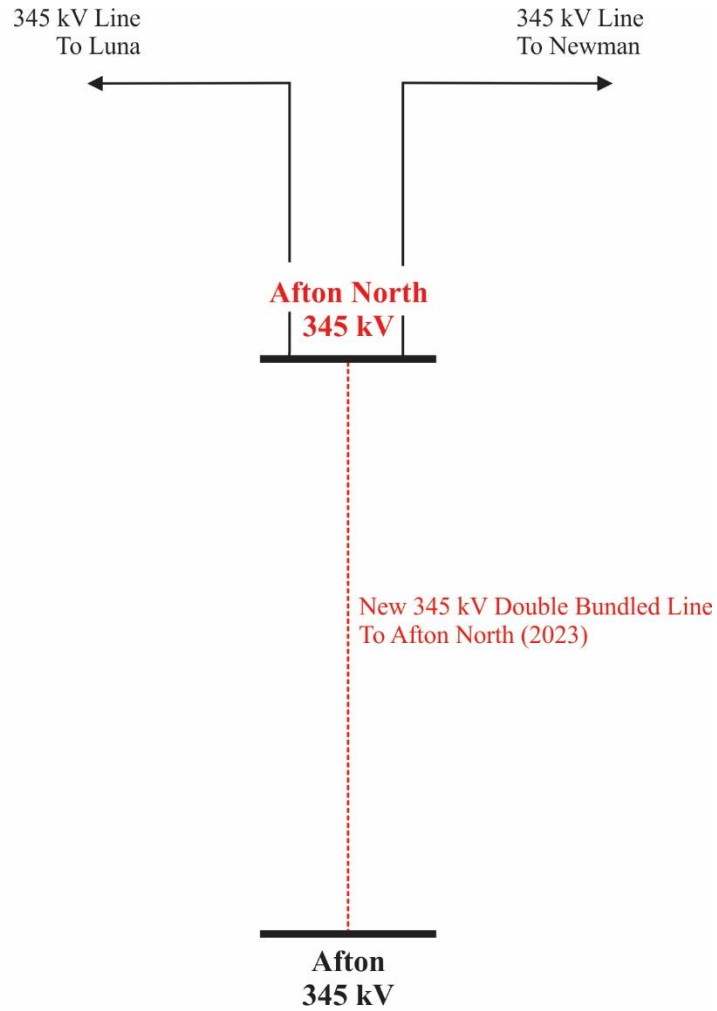 345 kV Line
To Luna
345 kV Line
To Newman
Afton North
345 kV
New 345 kV Double Bundled Line
To Afton North (2023)
Afton
345 kV